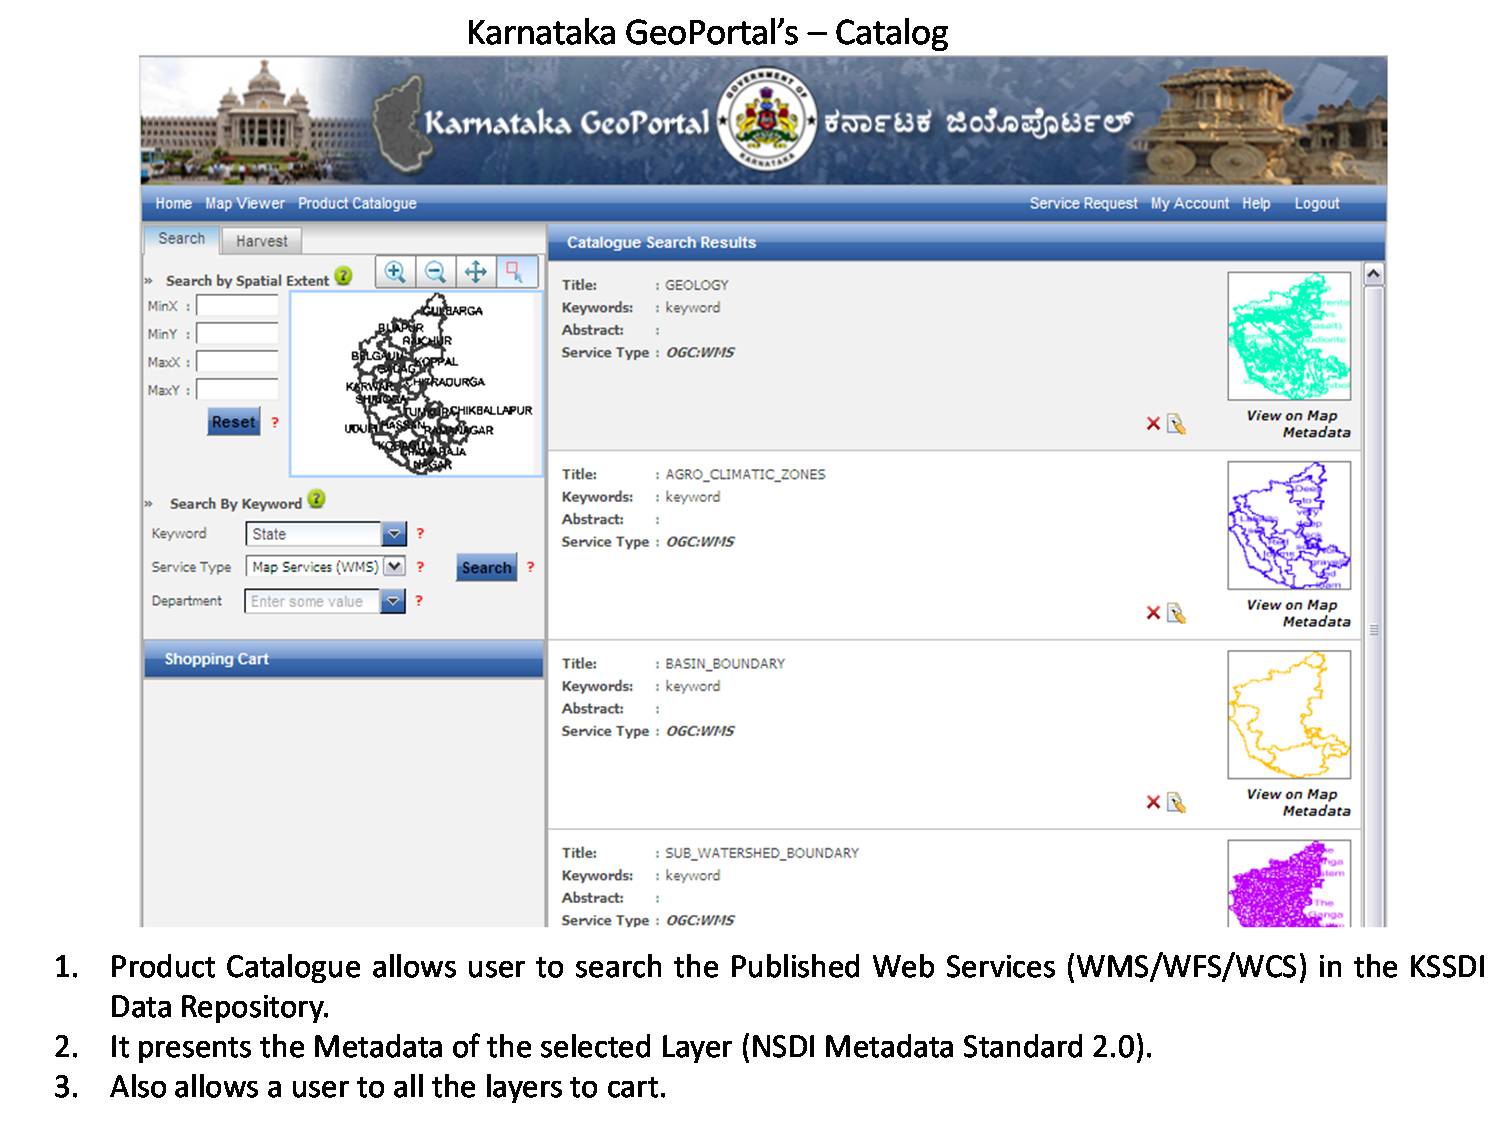 Karnataka GeoPortal’s – Catalog
Karnataka GeoPortal
GOVERNMENT OF
KARNATAKA
ಕರ್ನಾಟಕ ಜಿಯೊಪೊರ್ಟಲ್
Home Map Viewer Product Catalogue
Service Request My Account Help Logout
Search Harvest
» Search by Spatial Extent ?
MinX :
MinY :
MaxX :
MaxY :
Reset ?
GULBARGA
BIJAPUR
RAICHUR
BELGAUM
KOPPAL
GADAG
CHITRADURGA
KARWAR
SHIMOGA
TUMKUR
CHIKBALLAPUR
UDUPI
HASSAN
RAMANAGAR
KODAGU
CHAMARAJA
NAGAR
» Search By Keyword ?
Keyword State ?
Service Type Map Services (WMS) ? Search ?
Department Enter some value ?
Shopping Cart
Catalogue Search Results
Title: : GEOLOGY
Keywords: : keyword
Abstract: :
Service Type : OGC:WMS
View on Map
Metadata
Title: : AGRO_CLIMATIC_ZONES
Keywords: : keyword
Abstract: :
Service Type : OGC:WMS
View on Map
Metadata
Title: : BASIN_BOUNDARY
Keywords: : keyword
Abstract: :
Service Type : OGC:WMS
View on Map
Metadata
Title: : SUB_WATERSHED_BOUNDARY
Keywords: : keyword
Abstract: :
Service Type : OGC:WMS
The
Ganga
1. Product Catalogue allows user to search the Published Web Services (WMS/WFS/WCS) in the KSSDI
Data Repository.
2. It presents the Metadata of the selected Layer (NSDI Metadata Standard 2.0).
3. Also allows a user to all the layers to cart.